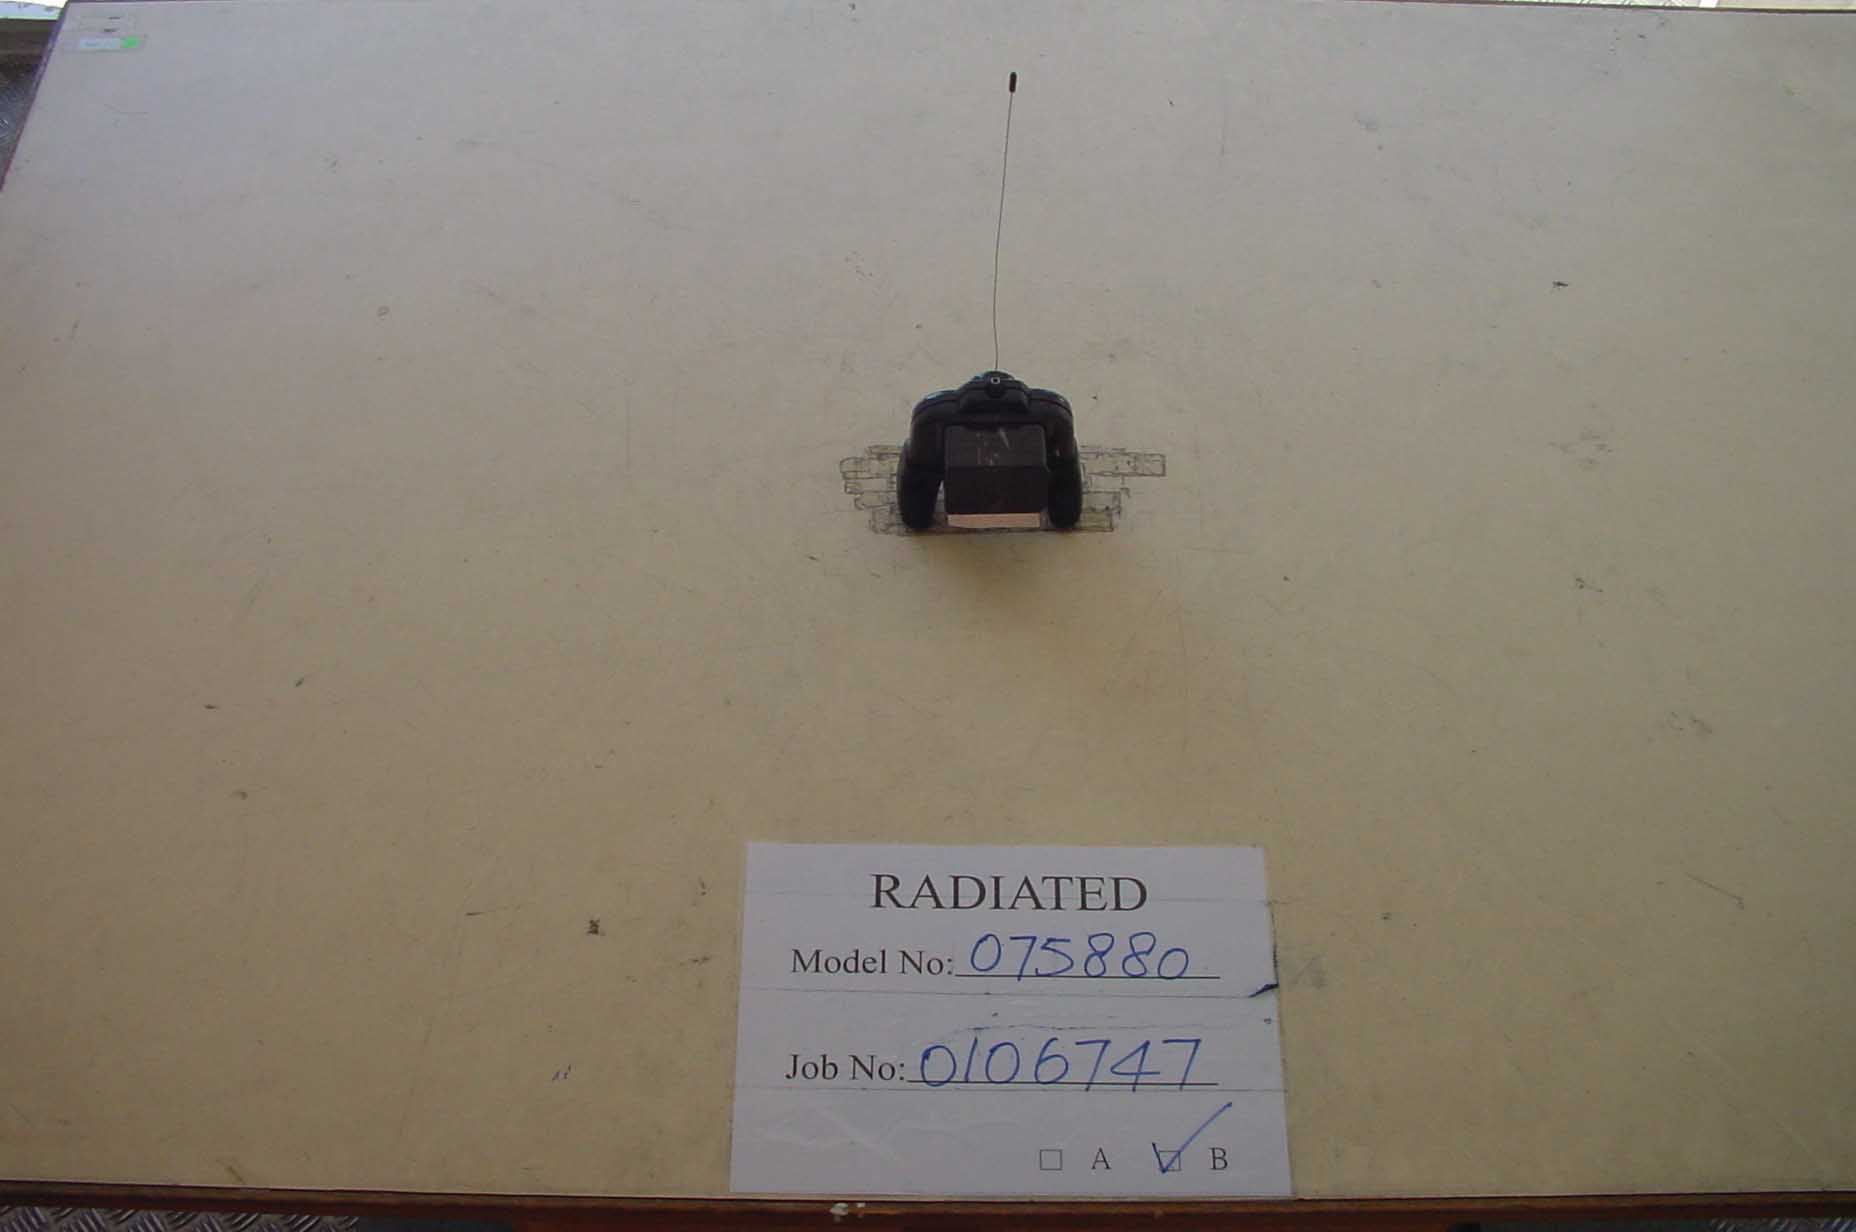 RADIATED
Model No: 075880
Job No: 0106747
A B